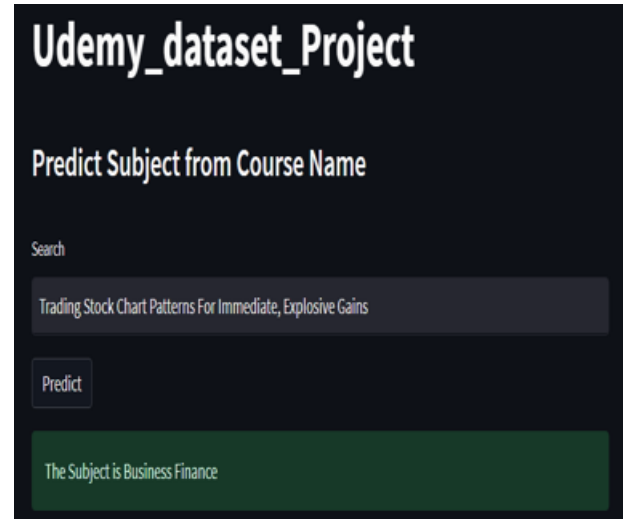 Udemy_dataset_Project
Predict Subject from Course Name
Search
Trading Stock Chart Patterns For Immediate, Explosive Gains
Predict
The Subject is Business Finance